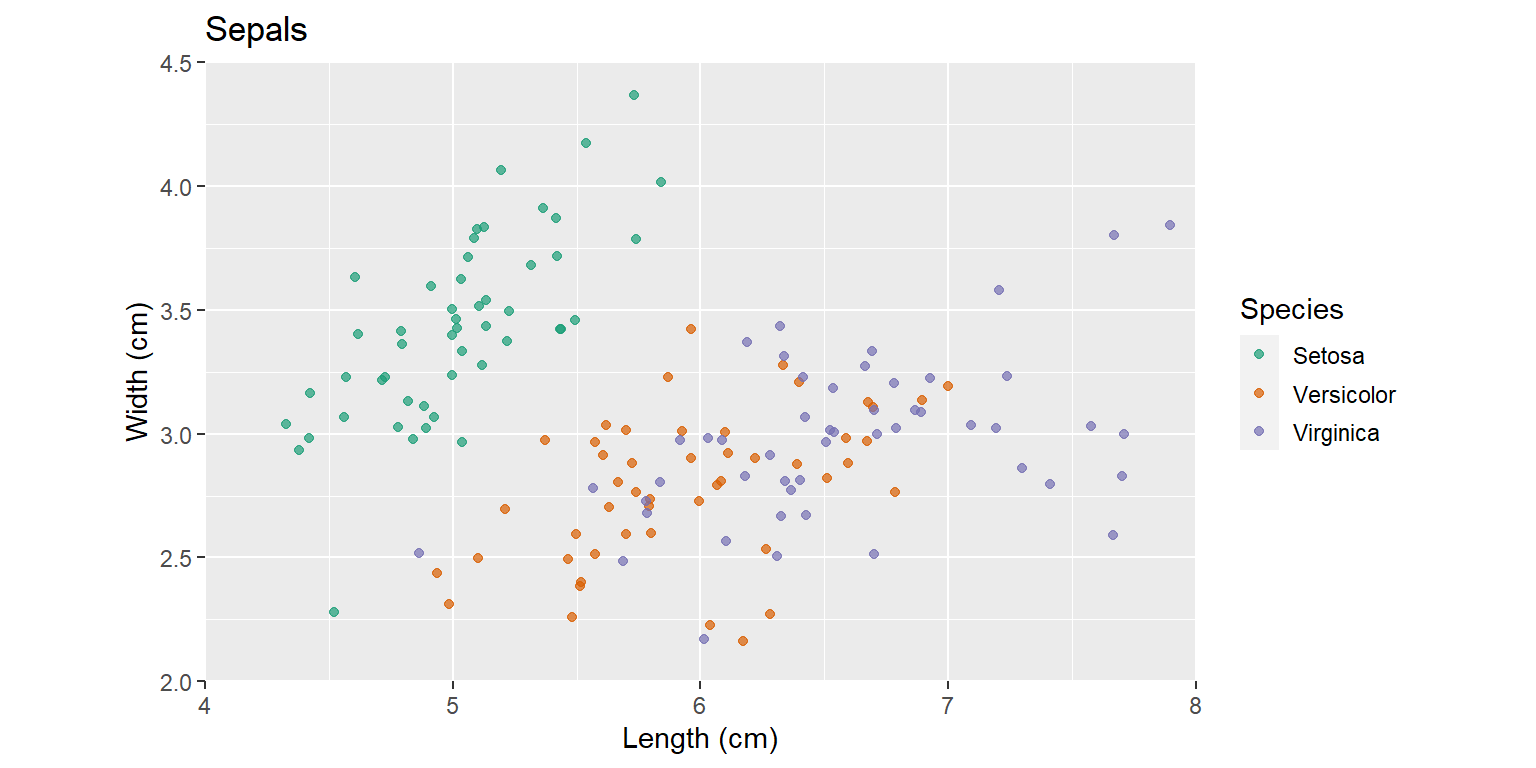 Sepals
4.5
4.0
3.5
3.0
2.5
2.0
Width (cm)
4 5 6 7 8
Length (cm)
Species
Setosa
Versicolor
Virginica